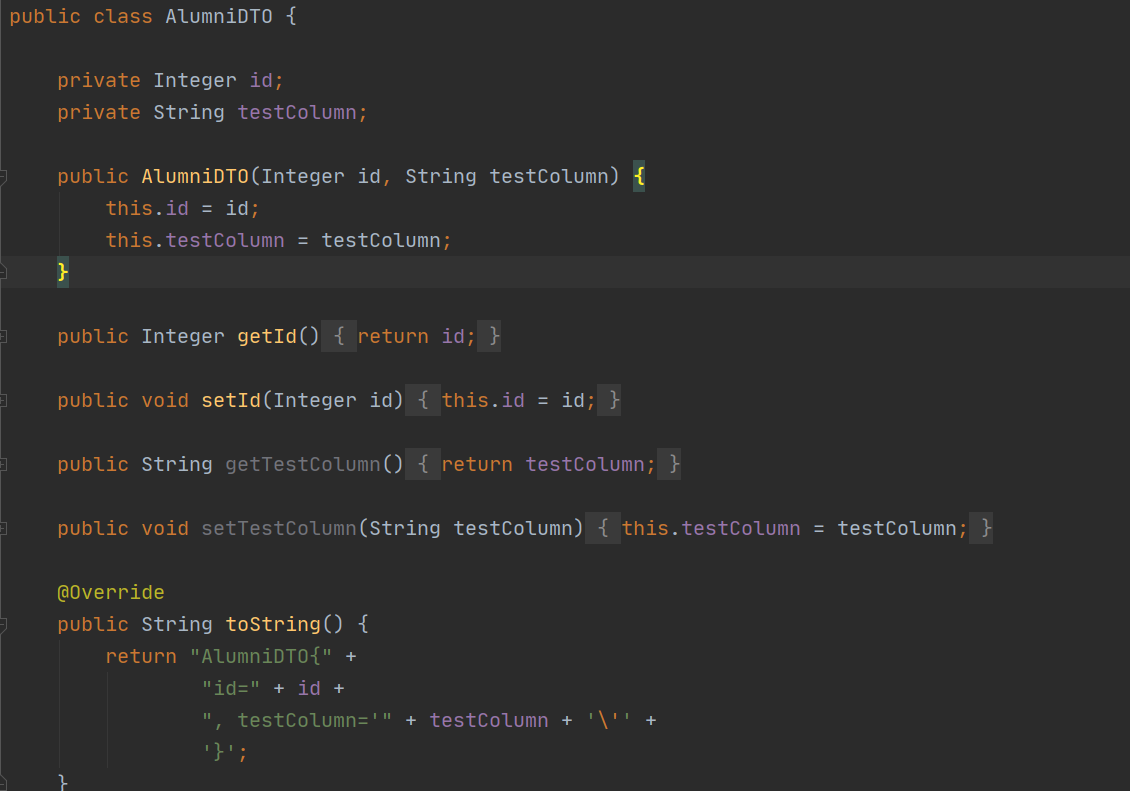 public class AlumniDTO {
private Integer id;
private String testColumn;
public AlumniDTO(Integer id, String testColumn) {
this.id = id;
this.testColumn = testColumn;
}
public Integer getId() { return id; }
public void setId(Integer id) { this.id = id; }
public String getTestColumn() { return testColumn; }
public void setTestColumn(String testColumn) { this.testColumn = testColumn; }
@Override
public String toString() {
return "AlumniDTO{" +
"id=" + id +
", testColumn='" + testColumn + '\'' +
'}';
}